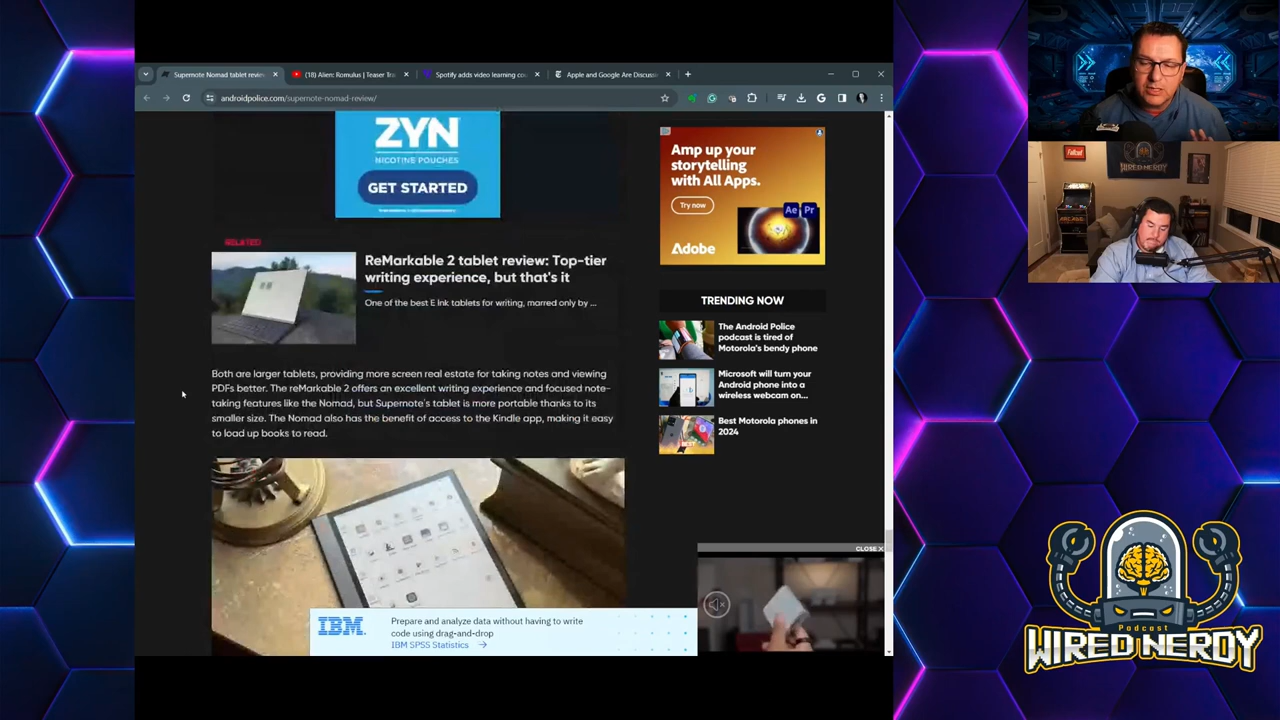 Supernote Nomad tablet revie
(18) Alien: Romulus | Teaser Tra
Spotify adds video learning co
Apple and Google Are Discussi
androidpolice.com/supernote-nomad-review/
ZYN
NICOTINE POUCHES
GET STARTED
RELATED
ReMarkable 2 tablet review: Top-tier
writing experience, but that's it
One of the best E Ink tablets for writing, marred only by ...
Both are larger tablets, providing more screen real estate for taking notes and viewing
PDFs better. The reMarkable 2 offers an excellent writing experience and focused note-
taking features like the Nomad, but Supernote's tablet is more portable thanks to its
smaller size. The Nomad also has the benefit of access to the Kindle app, making it easy
to load up books to read.
Amp up your
storytelling
with All Apps.
Try now
Ae Pr
Adobe
TRENDING NOW
The Android Police
podcast is tired of
Motorola's bendy phone
Microsoft will turn your
Android phone into a
wireless webcam on...
Best Motorola phones in
2024
BEST
CLOSE X
IBM
Prepare and analyze data without having to write
code using drag-and-drop
IBM SPSS Statistics
Fallout
WIRED NERDY
ARCADE
Podcast
WIRED NERDY